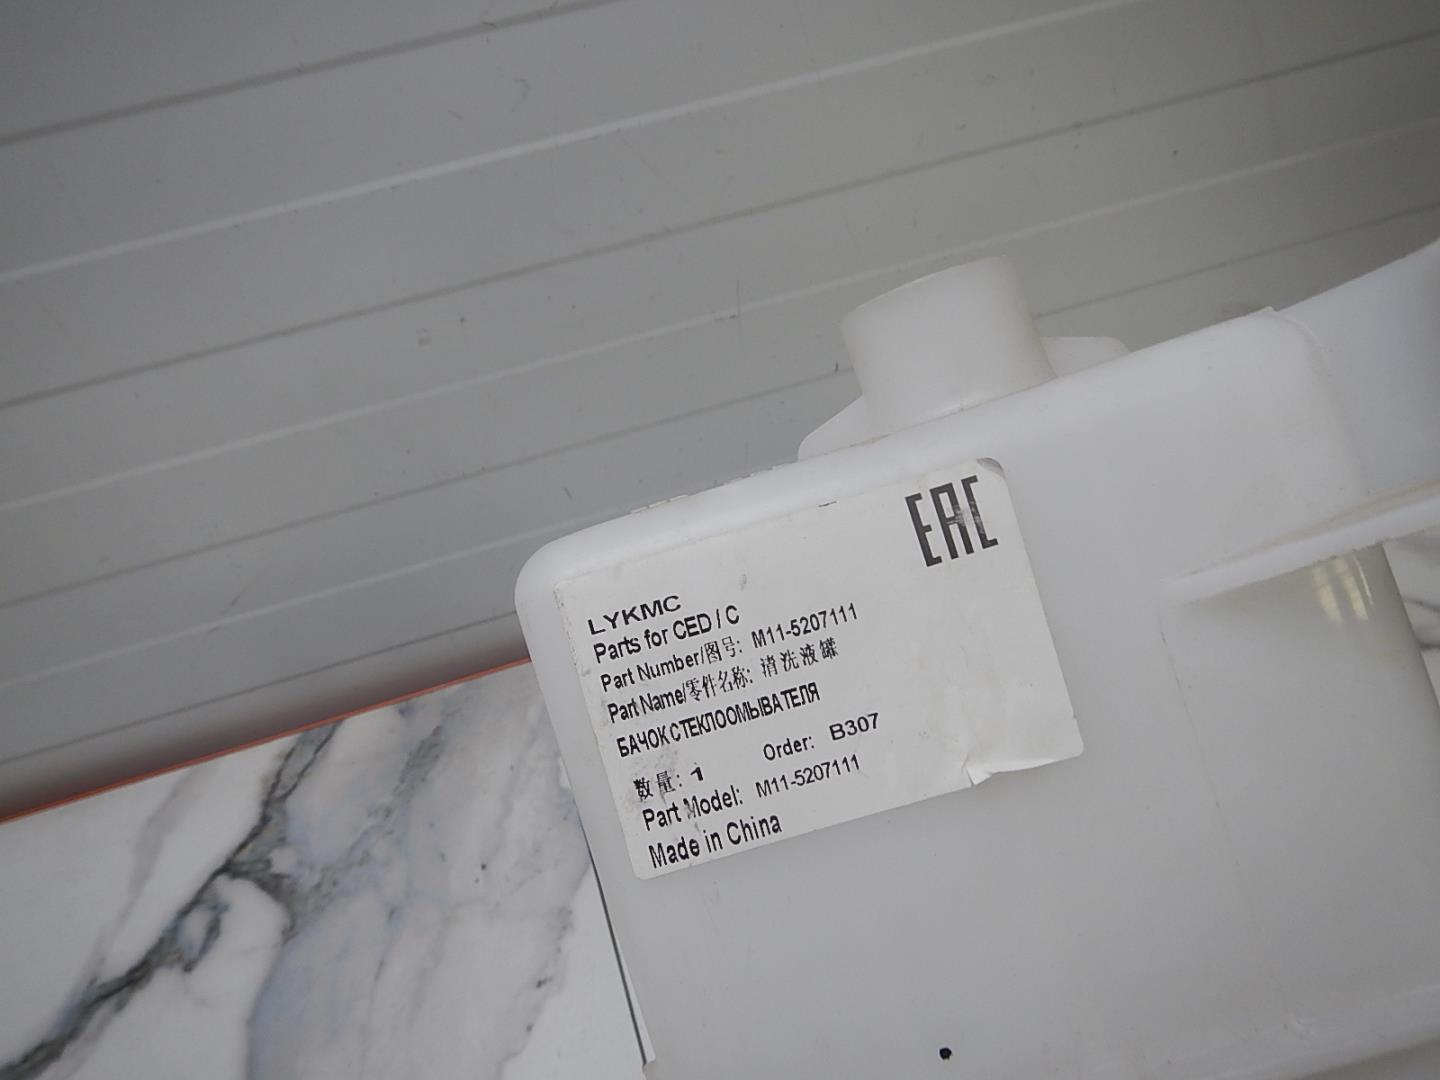 EAC
LYKMC
Parts for CED / C
Part Number/图号: M11-5207111
Part Name/零件名称: 清洗液罐
БАЧОК СТЕКЛООМЫВАТЕЛЯ
数量: 1 Order: B307
Part Model: M11-5207111
Made in China